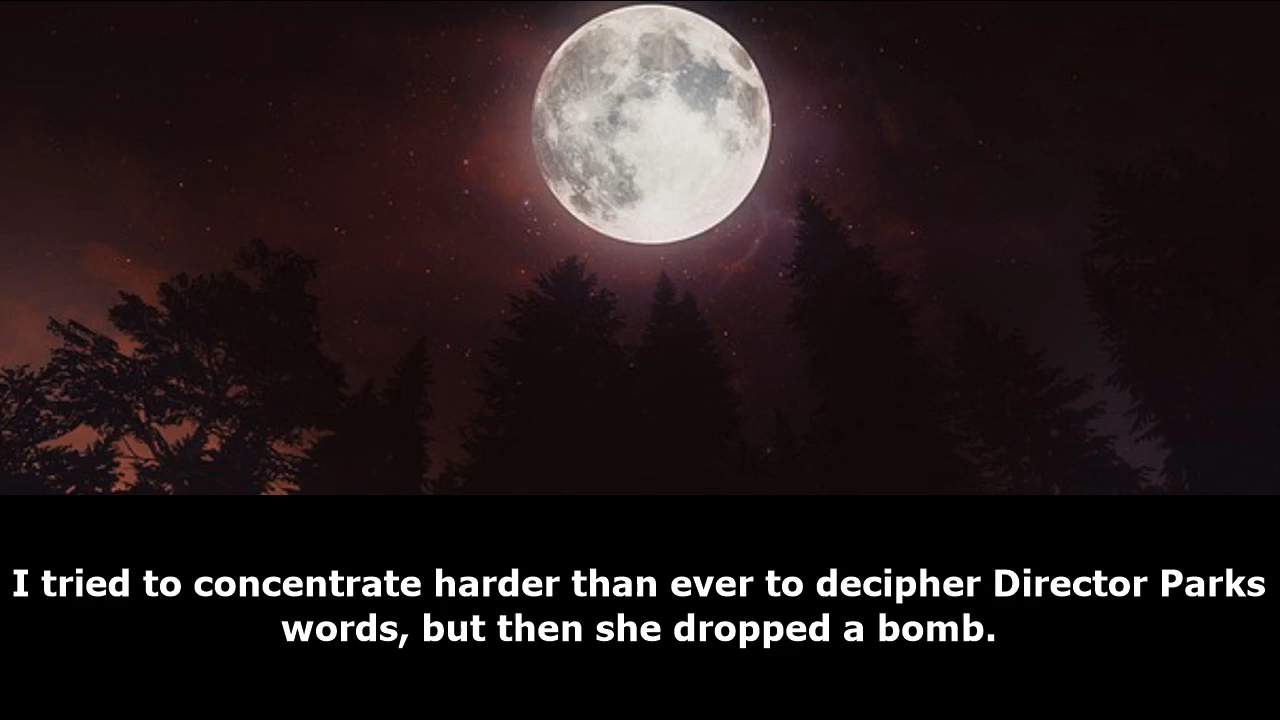 I tried to concentrate harder than ever to decipher Director Parks
words, but then she dropped a bomb.